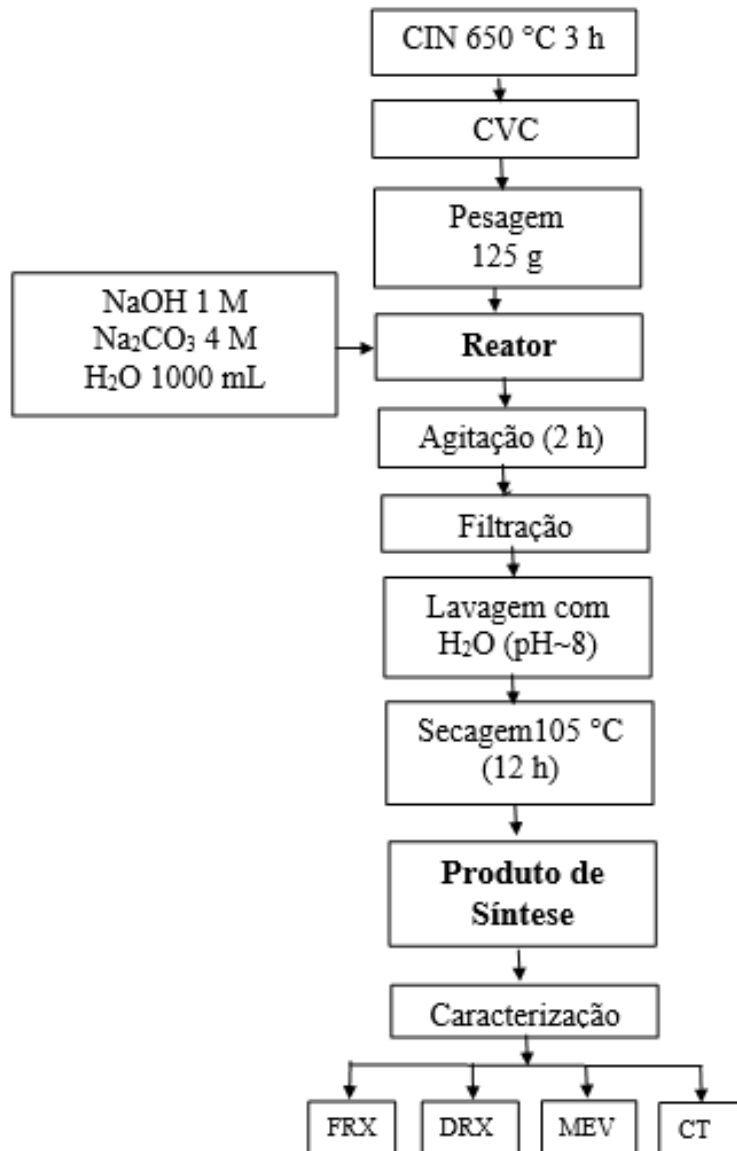 CIN 650 °C 3 h
CVC
Pesagem
125 g
NaOH 1 M
Na₂CO₃ 4 M
H₂O 1000 mL
Reator
Agitação (2 h)
Filtração
Lavagem com
H₂O (pH~8)
Secagem105 °C
(12 h)
Produto de
Síntese
Caracterização
FRX
DRX
MEV
CT